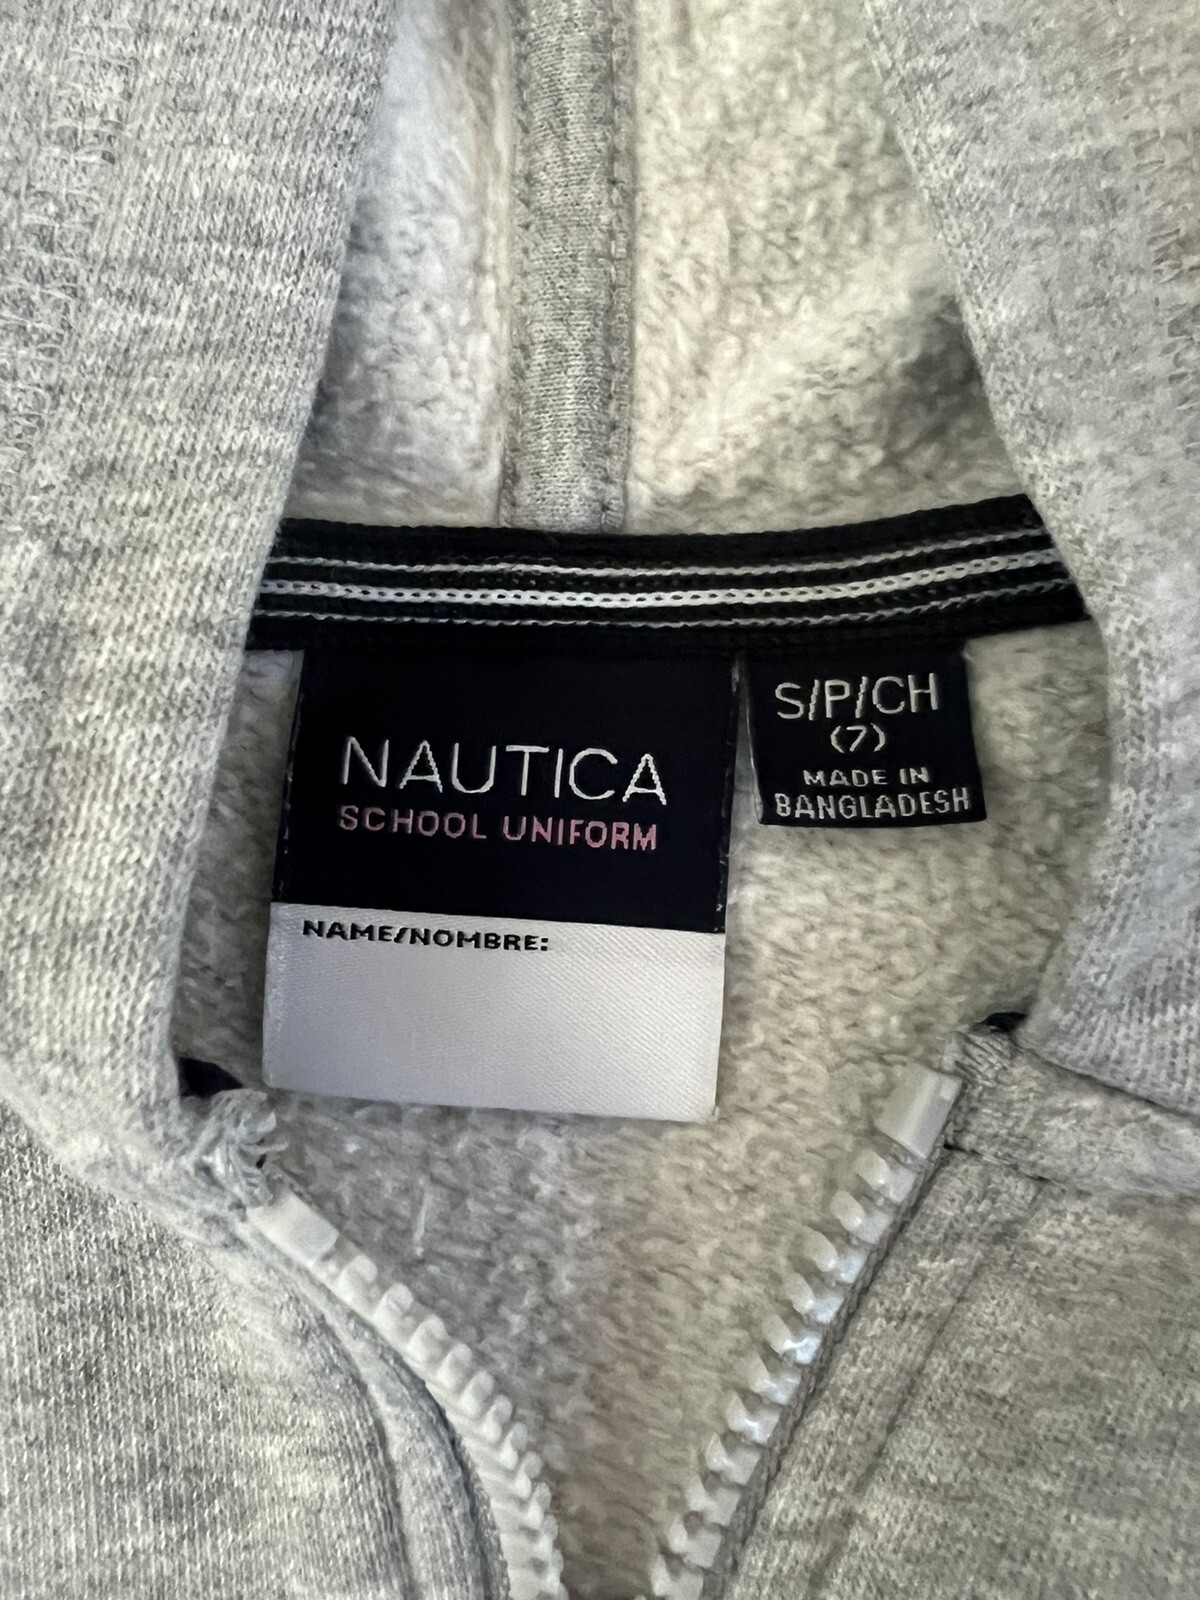 NAUTICA
SCHOOL UNIFORM
NAME/NOMBRE:
S/P/CH
(7)
MADE IN
BANGLADESH